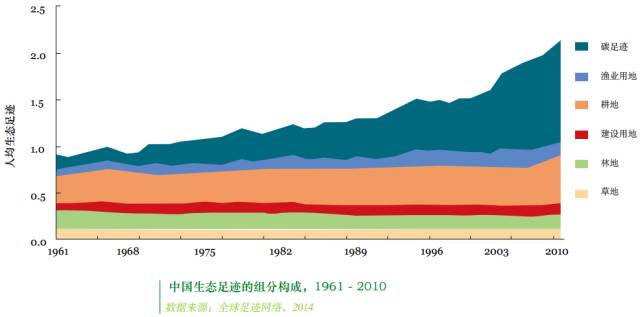 2.5
2.0
1.5
1.0
0.5
0.0
人均生态足迹
1961
1968
1975
1982
1989
1996
2003
2010
碳足迹
渔业用地
耕地
建设用地
林地
草地
中国生态足迹的组分构成，1961 - 2010
数据来源：全球足迹网络，2014